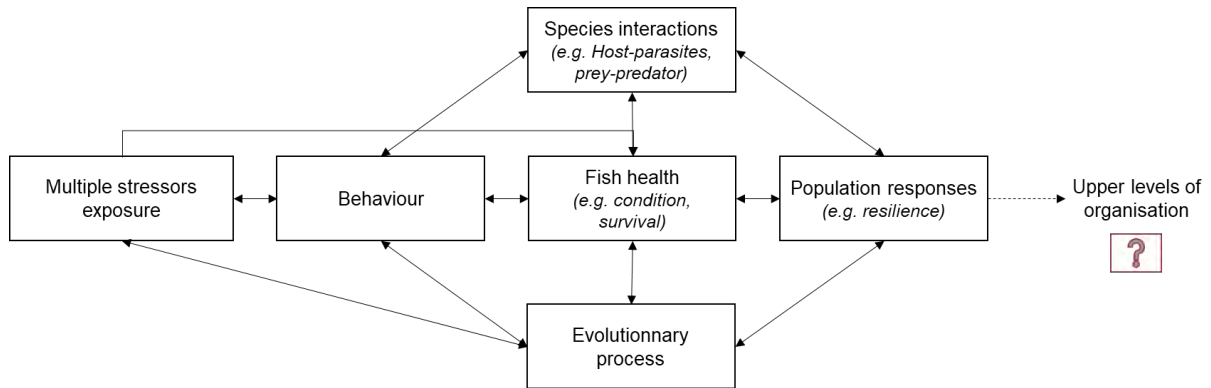 Species interactions
(e.g. Host-parasites,
prey-predator)
Multiple stressors
exposure
Behaviour
Fish health
(e.g. condition,
survival)
Population responses
(e.g. resilience)
Upper levels of
organisation
?
Evolutionnary
process